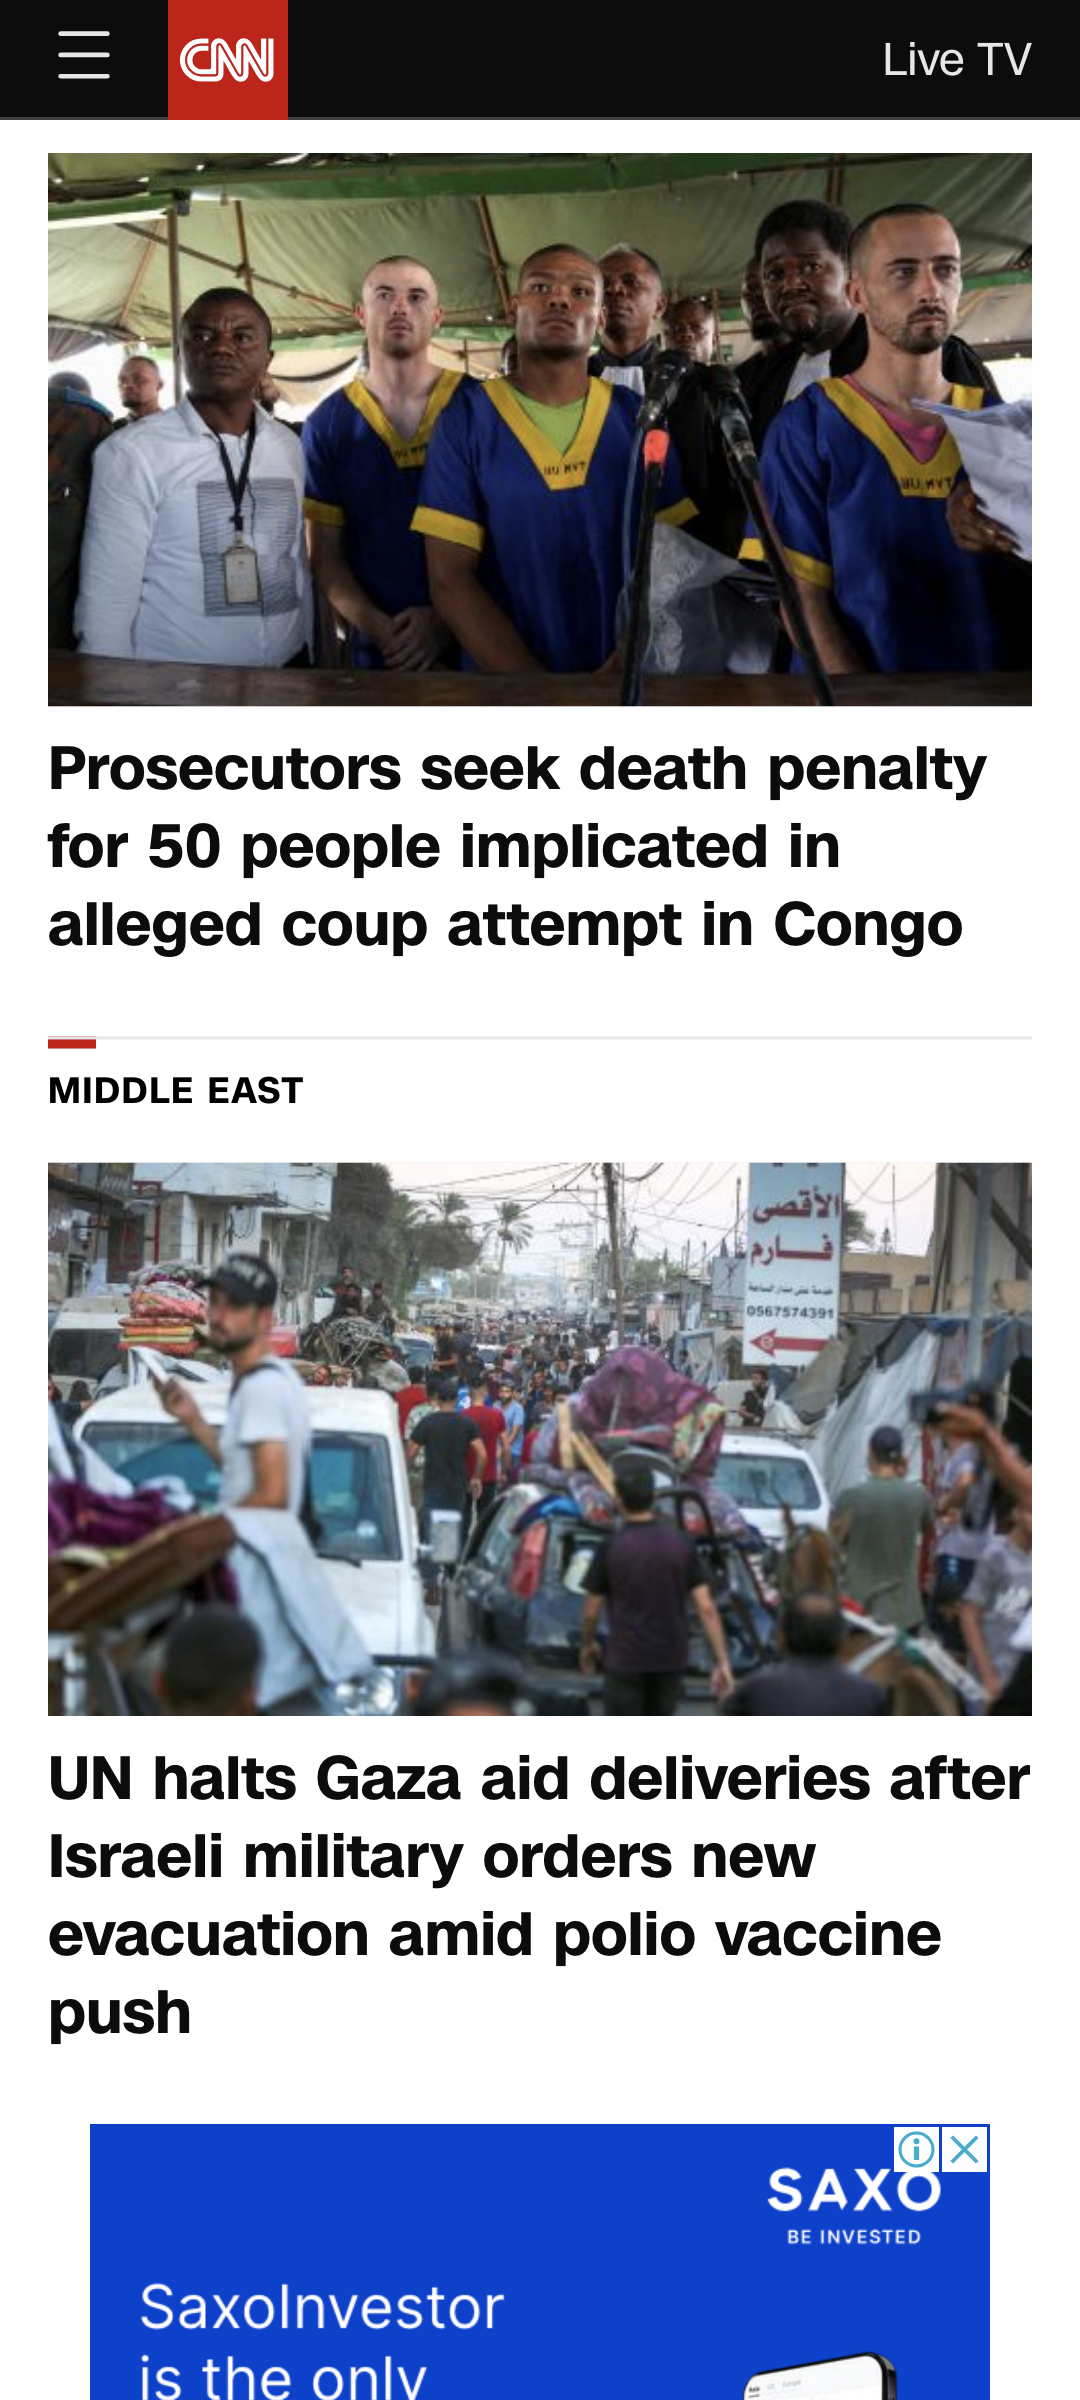 CNN
Live TV
Prosecutors seek death penalty
for 50 people implicated in
alleged coup attempt in Congo
MIDDLE EAST
الأقصى
فارم
0567574391
UN halts Gaza aid deliveries after
Israeli military orders new
evacuation amid polio vaccine
push
SAXO
BE INVESTED
SaxoInvestor
is the only